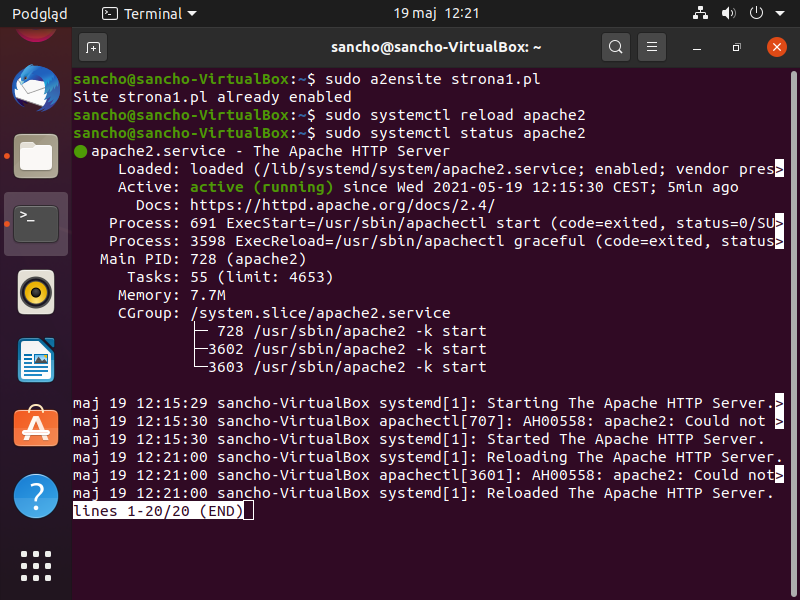 Podgląd
Terminal
19 maj 12:21
sancho@sancho-VirtualBox: ~
sancho@sancho-VirtualBox:~$ sudo a2ensite strona1.pl
Site strona1.pl already enabled
sancho@sancho-VirtualBox:~$ sudo systemctl reload apache2
sancho@sancho-VirtualBox:~$ sudo systemctl status apache2
● apache2.service - The Apache HTTP Server
Loaded: loaded (/lib/systemd/system/apache2.service; enabled; vendor pres>
Active: active (running) since Wed 2021-05-19 12:15:30 CEST; 5min ago
Docs: https://httpd.apache.org/docs/2.4/
Process: 691 ExecStart=/usr/sbin/apachectl start (code=exited, status=0/SU>
Process: 3598 ExecReload=/usr/sbin/apachectl graceful (code=exited, status>
Main PID: 728 (apache2)
Tasks: 55 (limit: 4653)
Memory: 7.7M
CGroup: /system.slice/apache2.service
├─ 728 /usr/sbin/apache2 -k start
├─3602 /usr/sbin/apache2 -k start
└─3603 /usr/sbin/apache2 -k start
maj 19 12:15:29 sancho-VirtualBox systemd[1]: Starting The Apache HTTP Server.>
maj 19 12:15:30 sancho-VirtualBox apachectl[707]: AH00558: apache2: Could not >
maj 19 12:15:30 sancho-VirtualBox systemd[1]: Started The Apache HTTP Server.
maj 19 12:21:00 sancho-VirtualBox systemd[1]: Reloading The Apache HTTP Server.
maj 19 12:21:00 sancho-VirtualBox apachectl[3601]: AH00558: apache2: Could not>
maj 19 12:21:00 sancho-VirtualBox systemd[1]: Reloaded The Apache HTTP Server.
lines 1-20/20 (END)